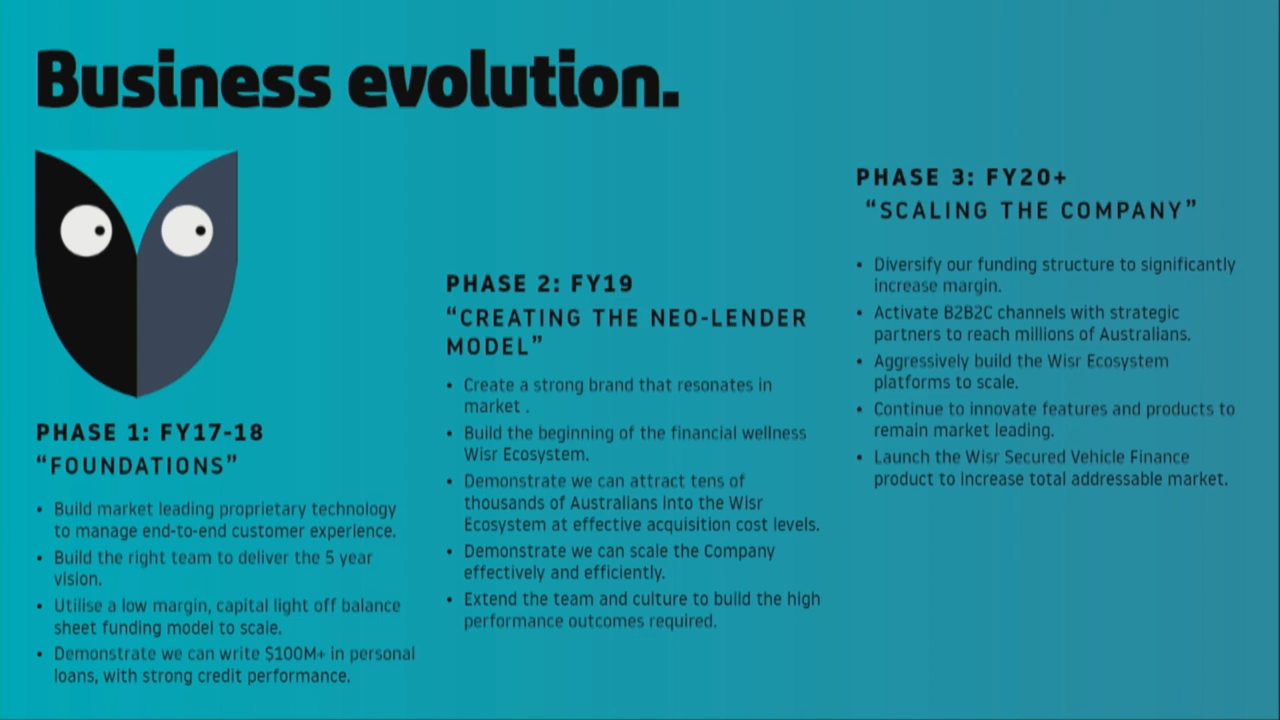 Business evolution.
PHASE 1: FY17-18
“FOUNDATIONS”
• Build market leading proprietary technology
to manage end-to-end customer experience.
• Build the right team to deliver the 5 year
vision.
• Utilise a low margin, capital light off balance
sheet funding model to scale.
• Demonstrate we can write $100M+ in personal
loans, with strong credit performance.
PHASE 2: FY19
“CREATING THE NEO-LENDER
MODEL”
• Create a strong brand that resonates in
market .
• Build the beginning of the financial wellness
Wisr Ecosystem.
• Demonstrate we can attract tens of
thousands of Australians into the Wisr
Ecosystem at effective acquisition cost levels.
• Demonstrate we can scale the Company
effectively and efficiently.
• Extend the team and culture to build the high
performance outcomes required.
PHASE 3: FY20+
“SCALING THE COMPANY”
• Diversify our funding structure to significantly
increase margin.
• Activate B2B2C channels with strategic
partners to reach millions of Australians.
• Aggressively build the Wisr Ecosystem
platforms to scale.
• Continue to innovate features and products to
remain market leading.
• Launch the Wisr Secured Vehicle Finance
product to increase total addressable market.